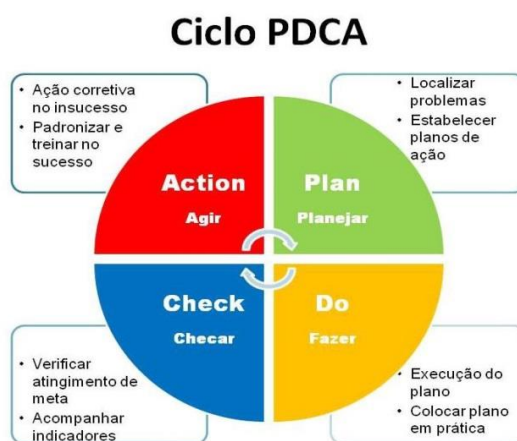 Ciclo PDCA
• Ação corretiva
no insucesso
• Padronizar e
treinar no
sucesso
• Localizar
problemas
• Estabelecer
planos de
ação
Action
Agir
Plan
Planejar
Check
Checar
Do
Fazer
• Verificar
atingimento de
meta
• Acompanhar
indicadores
• Execução do
plano
• Colocar plano
em prática